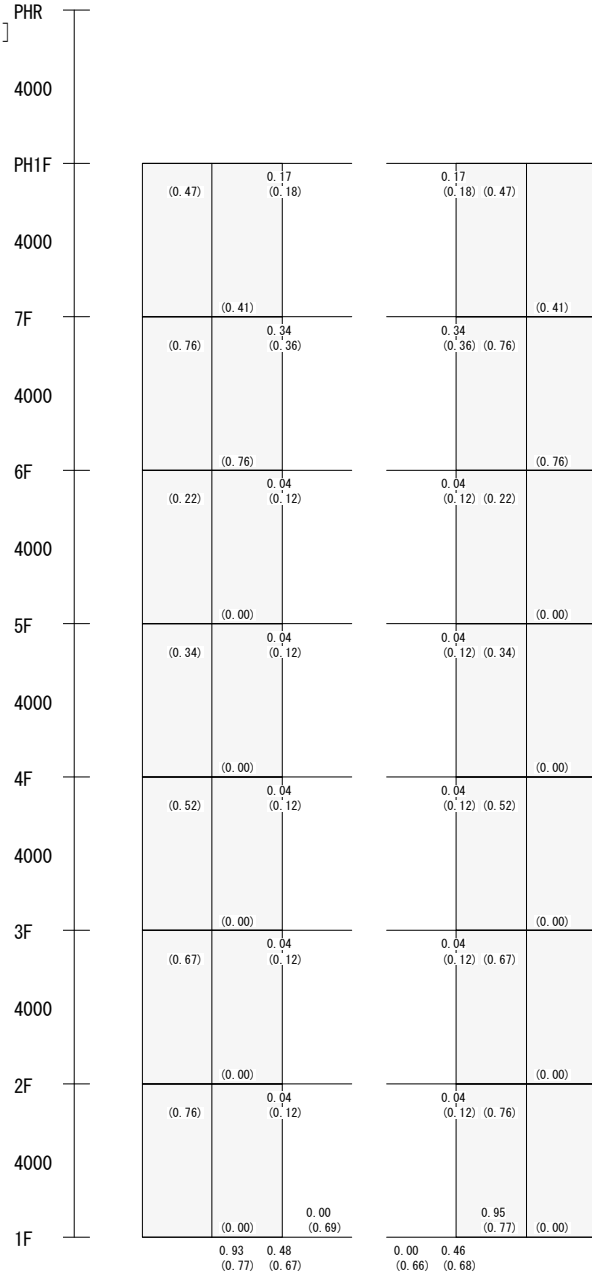 PHR
]
4000
PH1F
0.17 0.17
(0.47) (0.18) (0.18) (0.47)
4000
(0.41) (0.41)
7F
0.34 0.34
(0.76) (0.36) (0.36) (0.76)
4000
(0.76) (0.76)
6F
0.04 0.04
(0.22) (0.12) (0.12) (0.22)
4000
(0.00) (0.00)
5F
0.04 0.04
(0.34) (0.12) (0.12) (0.34)
4000
(0.00) (0.00)
4F
0.04 0.04
(0.52) (0.12) (0.12) (0.52)
4000
(0.00) (0.00)
3F
0.04 0.04
(0.67) (0.12) (0.12) (0.67)
4000
(0.00) (0.00)
2F
0.04 0.04
(0.76) (0.12) (0.12) (0.76)
4000
0.00 0.95
(0.00) (0.69) (0.77) (0.00)
1F
0.93 0.48 0.00 0.46
(0.77) (0.67) (0.66) (0.68)